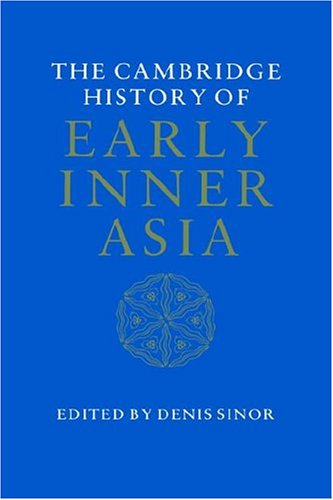 THE CAMBRIDGE
HISTORY OF
EARLY
INNER
ASIA
EDITED BY DENIS SINOR